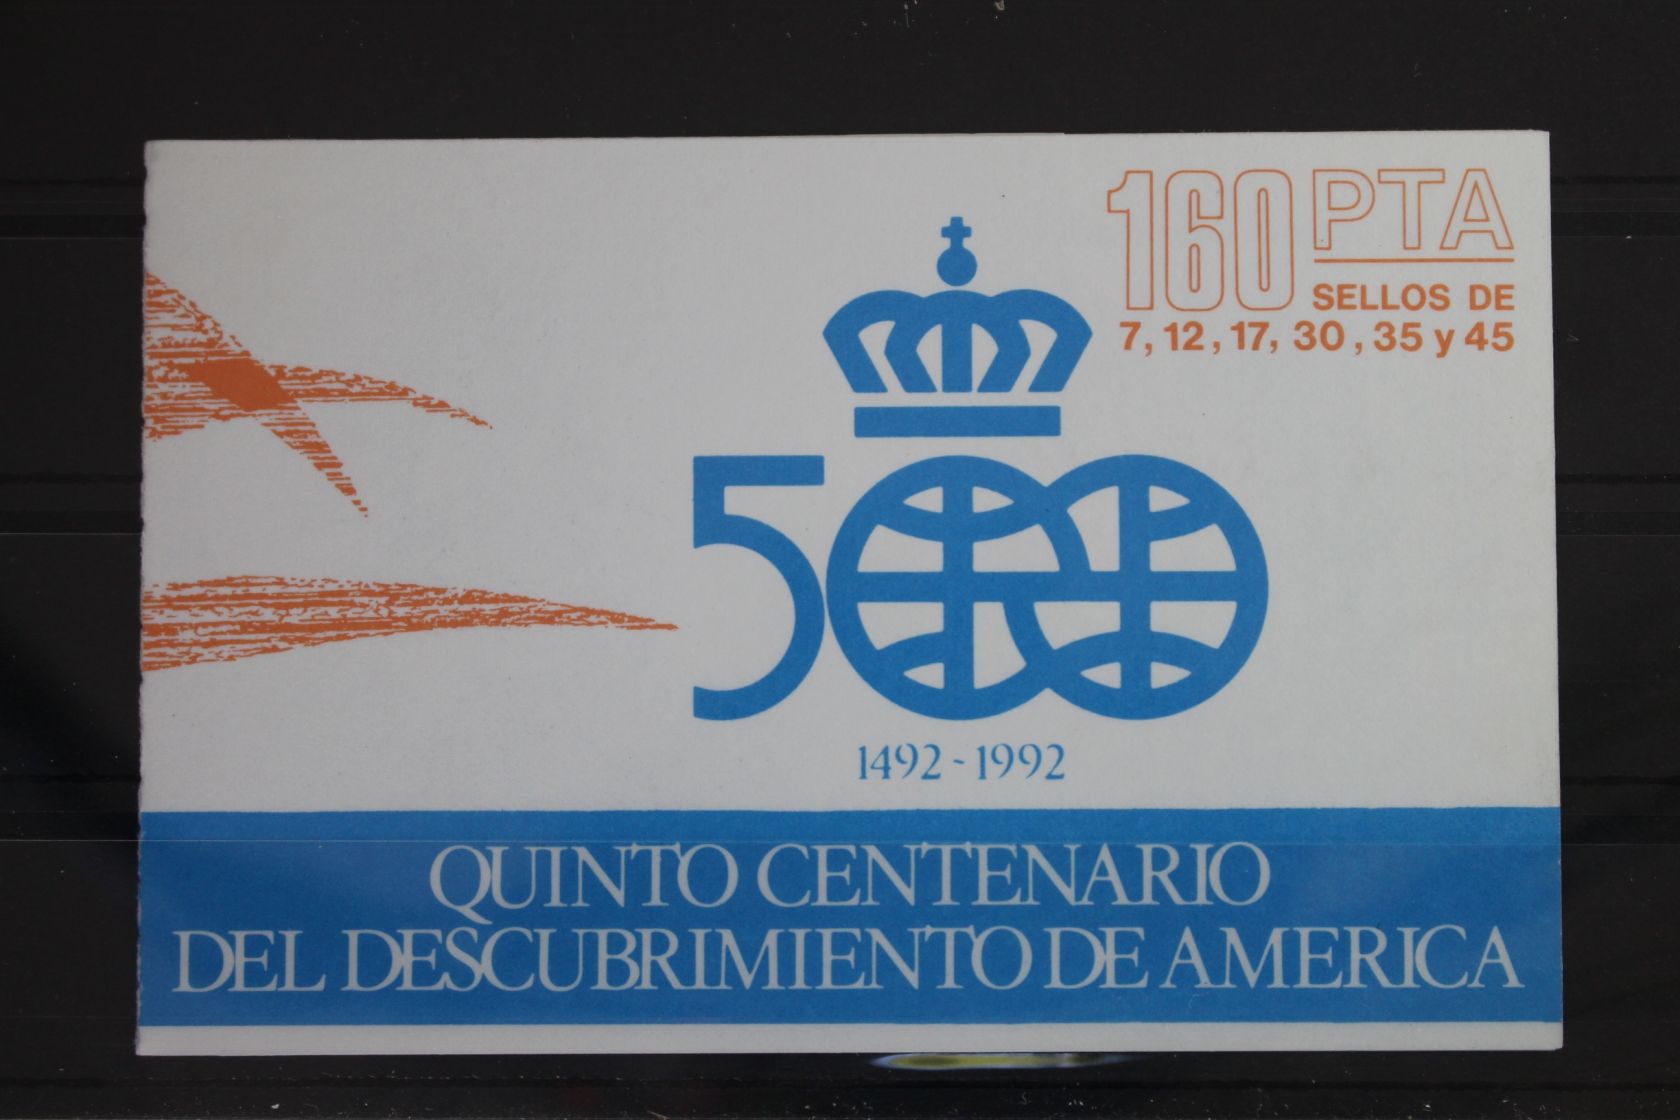 160 PTA
SELLOS DE
7, 12, 17, 30, 35 y 45
500
1492 - 1992
QUINTO CENTENARIO
DEL DESCUBRIMIENTO DE AMERICA